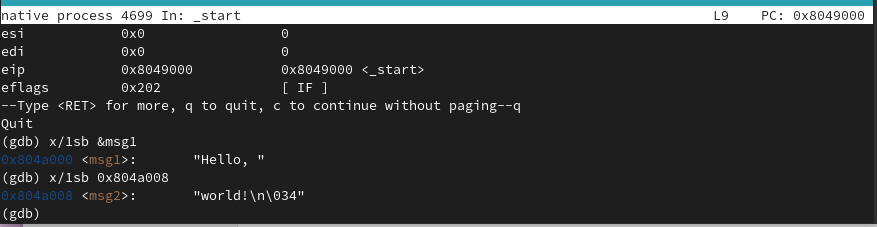 native process 4699 In: _start L9 PC: 0x8049000
esi 0x0 0
edi 0x0 0
eip 0x8049000 0x8049000 <_start>
eflags 0x202 [ IF ]
--Type <RET> for more, q to quit, c to continue without paging--q
Quit
(gdb) x/1sb &msg1
0x804a000 <msg1>: "Hello, "
(gdb) x/1sb 0x804a008
0x804a008 <msg2>: "world!\n\034"
(gdb)